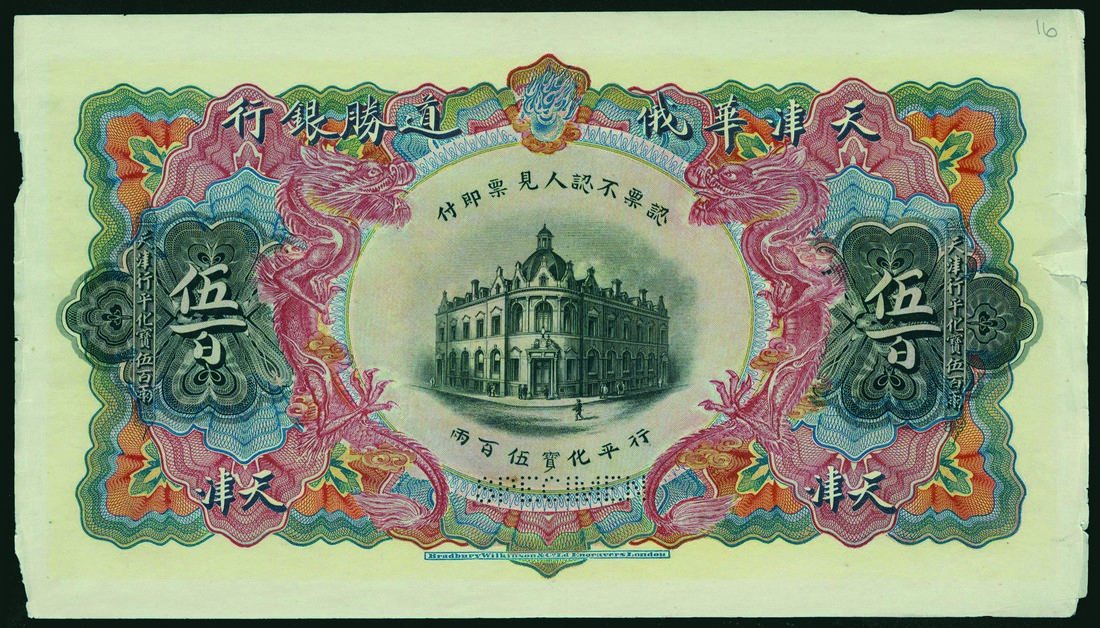 16
天津華俄道勝銀行
認票不認人見票即付
天津行平化寶伍百兩
伍百
伍百
天津行平化寶伍百兩
行平化寶伍百兩
天津
天津
Bradbury Wilkinson & Co Ld Engravers London